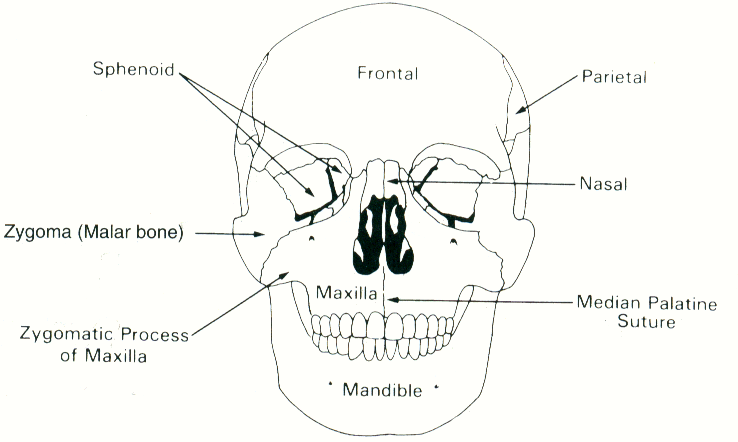 Sphenoid
Frontal
Parietal
Nasal
Zygoma (Malar bone)
Maxilla
Median Palatine
Suture
Zygomatic Process
of Maxilla
Mandible